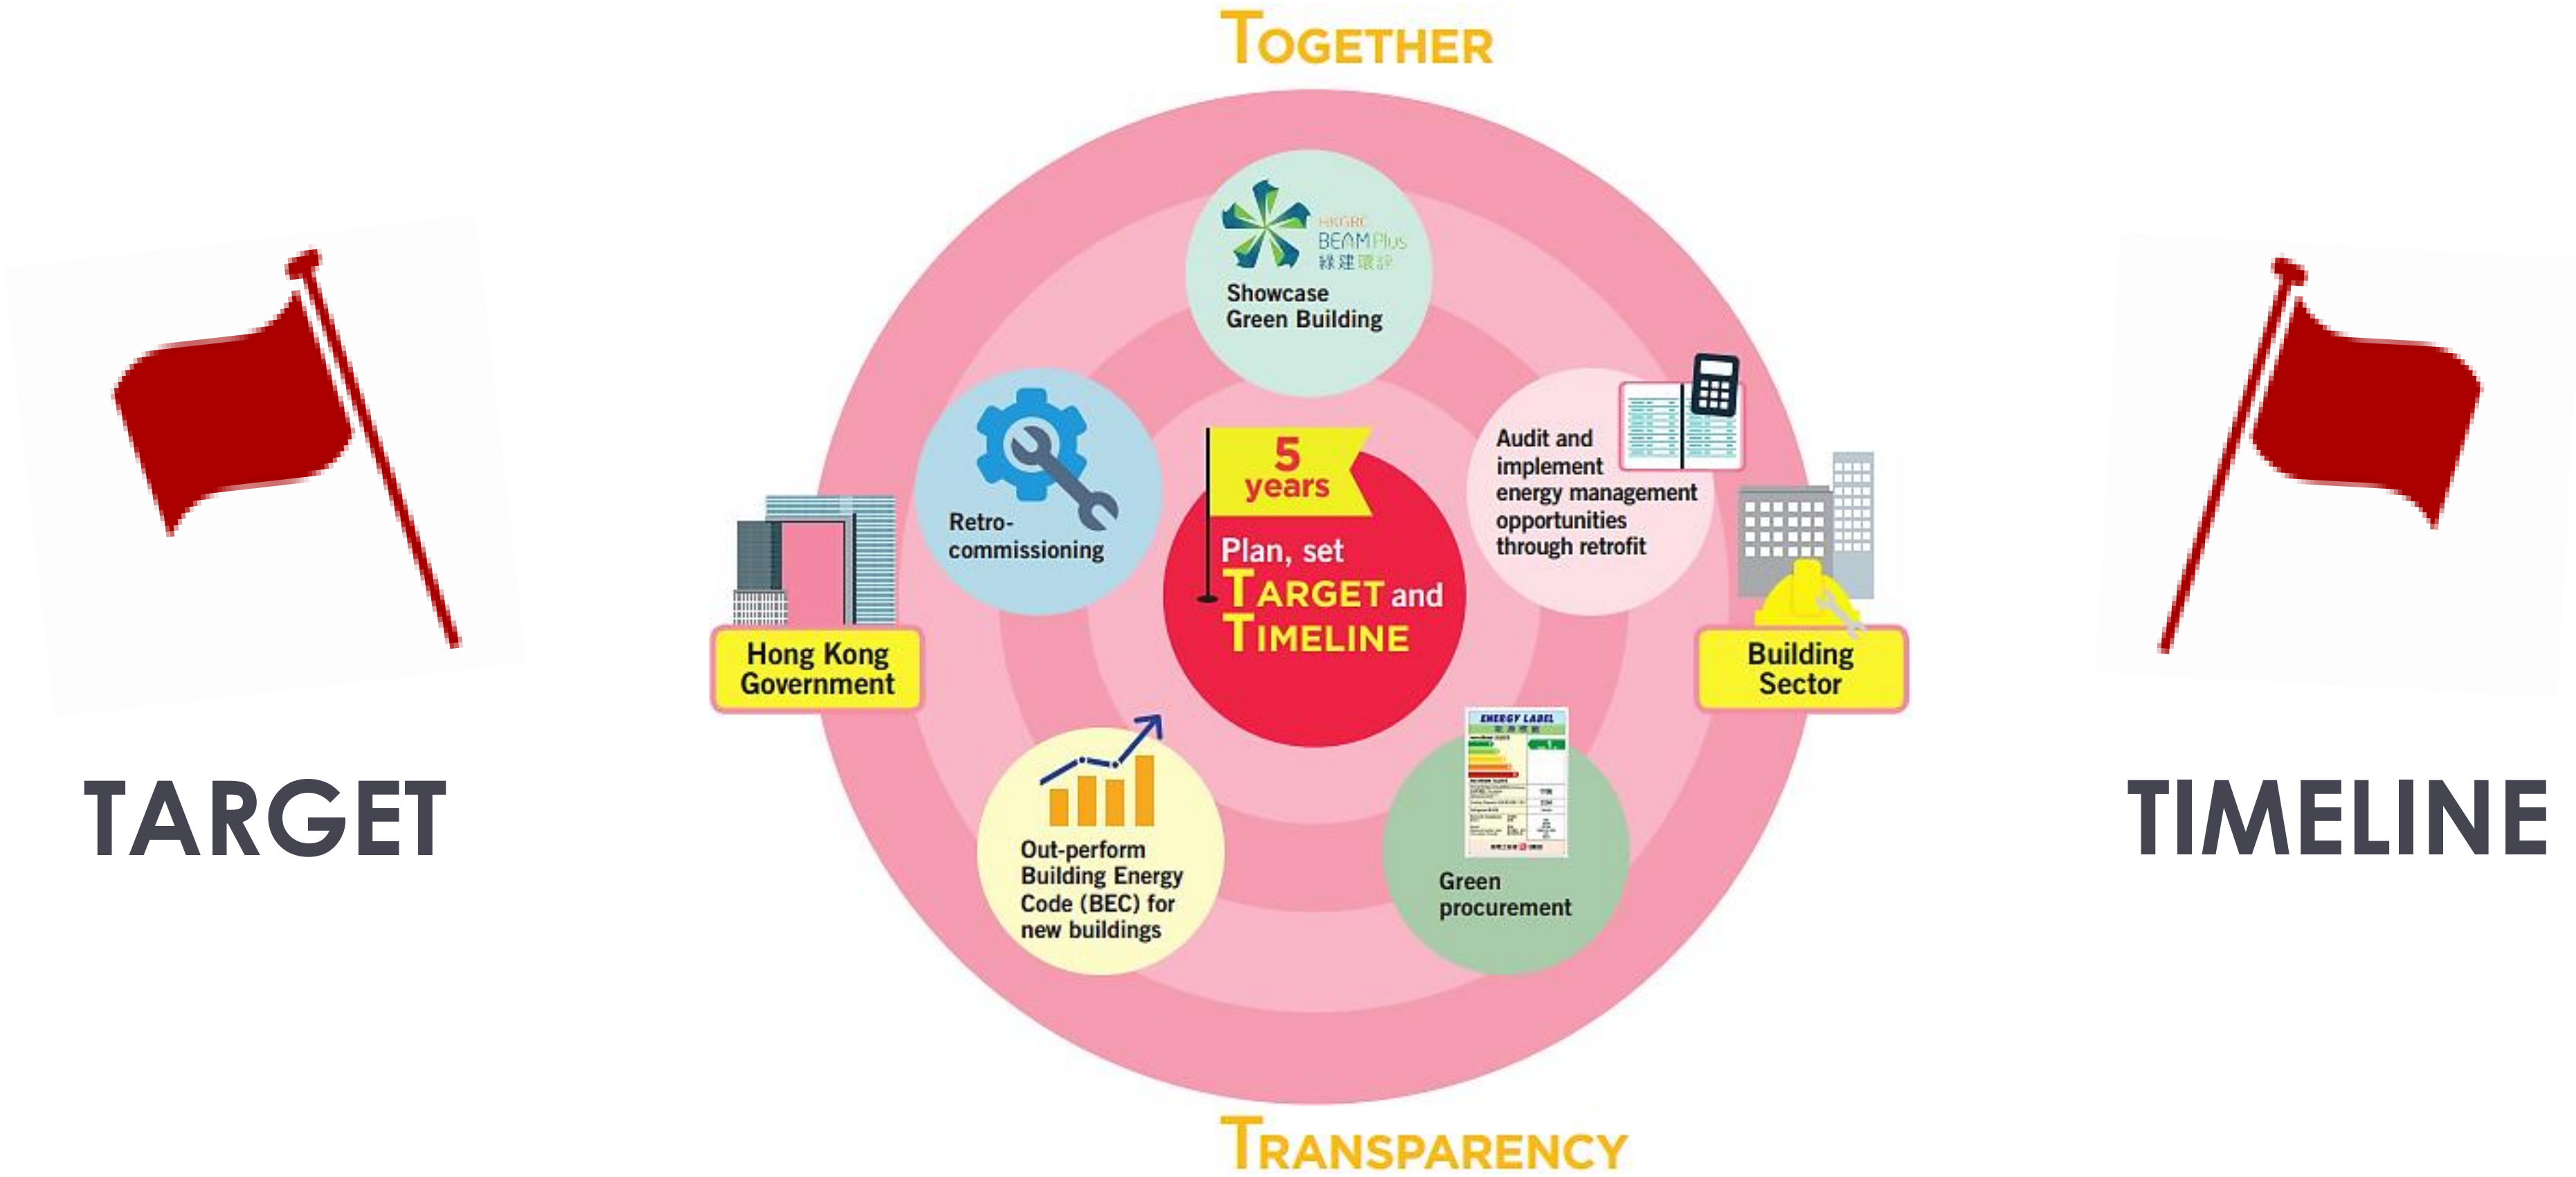 TOGETHER
HKGBC
BEAM Plus
綠建環評
Showcase
Green Building
Retro-
commissioning
Audit and
implement
energy management
opportunities
through retrofit
5
years
Plan, set
TARGET and
TIMELINE
Hong Kong
Government
Building
Sector
TARGET
TIMELINE
Out-perform
Building Energy
Code (BEC) for
new buildings
ENERGY LABEL
Green
procurement
TRANSPARENCY